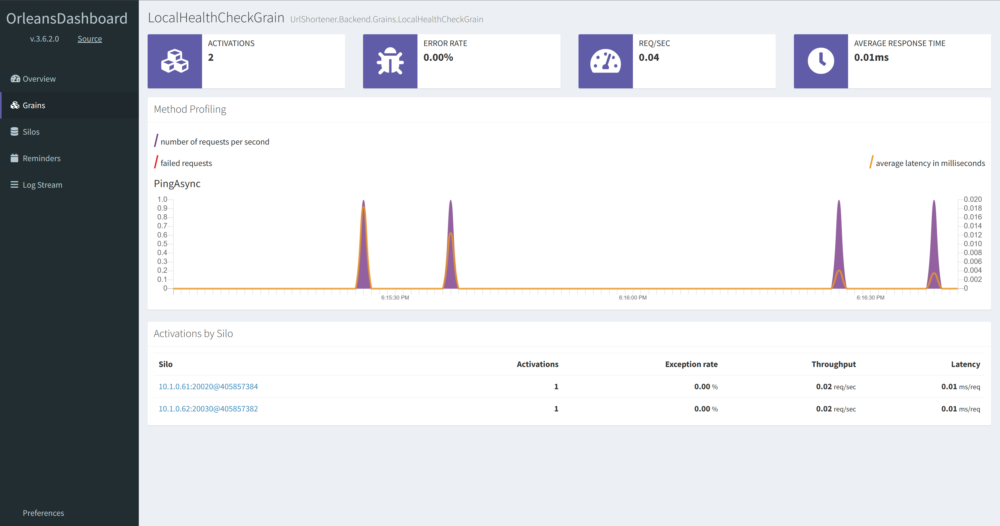 OrleansDashboard
v.3.6.2.0 Source
Overview
Grains
Silos
Reminders
Log Stream
Preferences
LocalHealthCheckGrain UrlShortener.Backend.Grains.LocalHealthCheckGrain
ACTIVATIONS
2
ERROR RATE
0.00%
REQ/SEC
0.04
AVERAGE RESPONSE TIME
0.01ms
Method Profiling
number of requests per second
failed requests
average latency in milliseconds
PingAsync
1.0
0.9
0.8
0.7
0.6
0.5
0.4
0.3
0.2
0.1
0
0.020
0.018
0.016
0.014
0.012
0.010
0.008
0.006
0.004
0.002
0
6:15:30 PM 6:16:00 PM 6:16:30 PM
Activations by Silo
Silo Activations Exception rate Throughput Latency
10.1.0.61:20020@405857384 1 0.00 % 0.02 req/sec 0.01 ms/req
10.1.0.62:20030@405857382 1 0.00 % 0.02 req/sec 0.01 ms/req